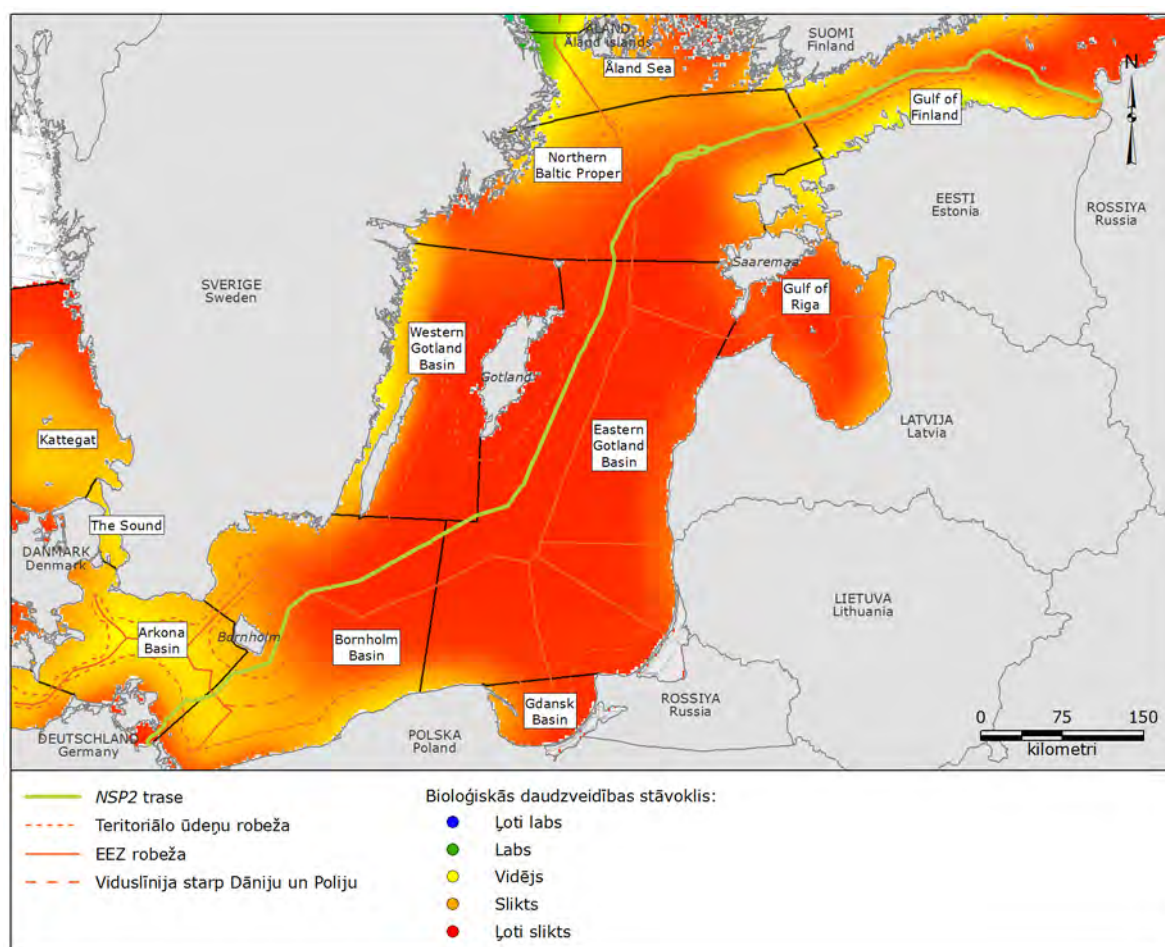 ÅLAND
Åland islands
SUOMI
Finland
Åland Sea
N
Gulf of
Finland
Northern
Baltic Proper
EESTI
Estonia
ROSSIYA
Russia
SVERIGE
Sweden
Saaremaa
Gulf of
Riga
Western
Gotland
Basin
Gotland
LATVIJA
Latvia
Eastern
Gotland
Basin
Kattegat
The Sound
DANMARK
Denmark
LIETUVA
Lithuania
Arkona
Basin
Bornholm
Bornholm
Basin
ROSSIYA
Russia
Gdansk
Basin
DEUTSCHLAND
Germany
POLSKA
Poland
0 75 150
kilometri
NSP2 trase
Teritoriālo ūdeņu robeža
EEZ robeža
Viduslīnija starp Dāniju un Poliju
Bioloģiskās daudzveidības stāvoklis:
Ļoti labs
Labs
Vidējs
Slikts
Ļoti slikts